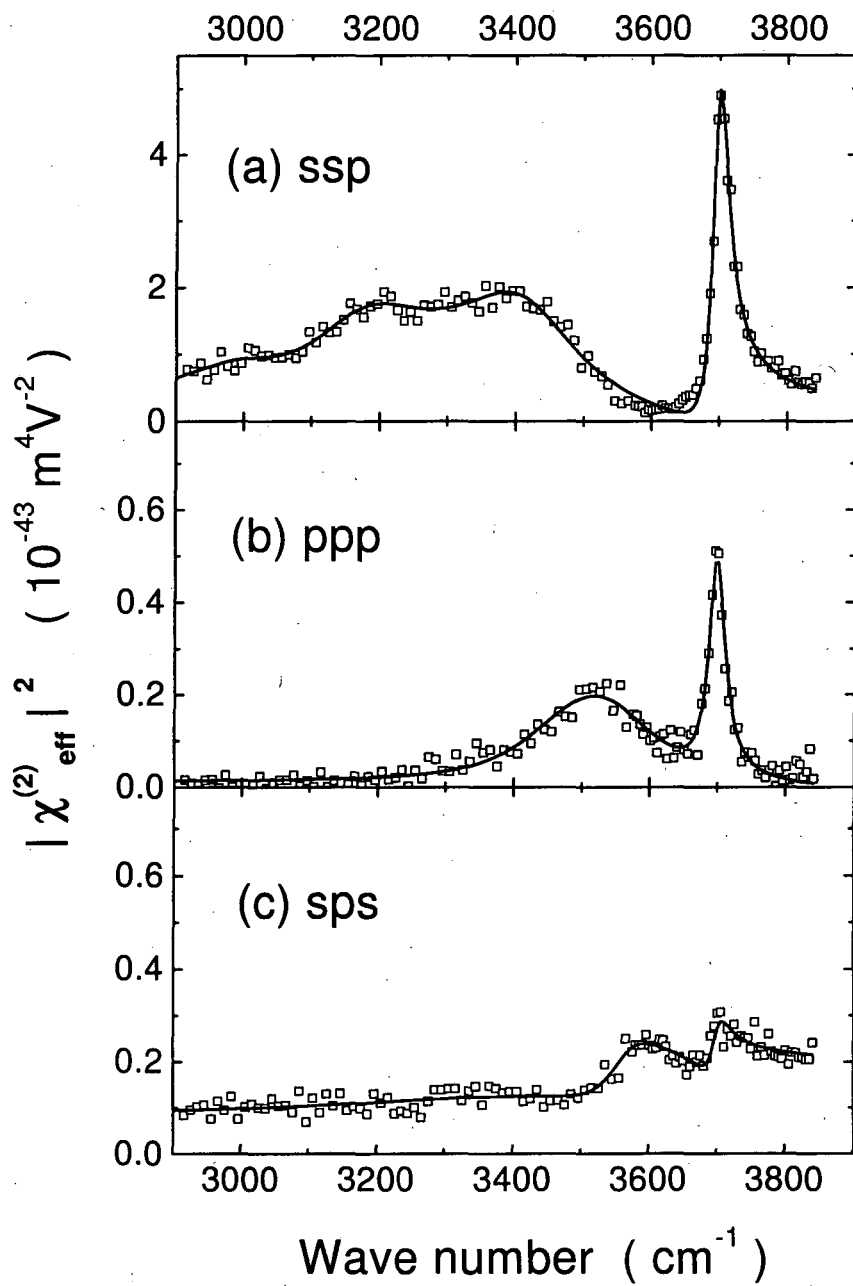 3000 3200 3400 3600 3800
(a) ssp
4
2
0
(b) ppp
0.6
0.4
0.2
0.0
(c) sps
0.6
0.4
0.2
0.0
3000 3200 3400 3600 3800
Wave number ( cm⁻¹ )
| χ⁽²⁾eff | ² ( 10⁻⁴³ m⁴V⁻² )